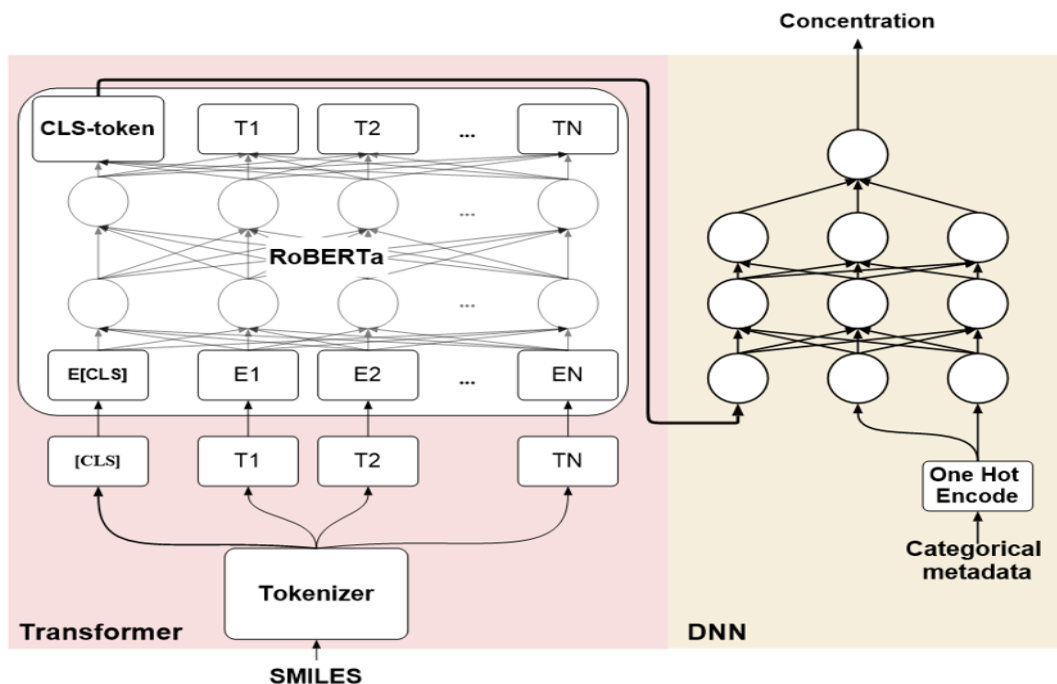 Concentration
CLS-token
T1
T2
...
TN
...
RoBERTa
...
E[CLS]
E1
E2
...
EN
[CLS]
T1
T2
TN
One Hot
Encode
Tokenizer
Categorical
metadata
Transformer
DNN
SMILES